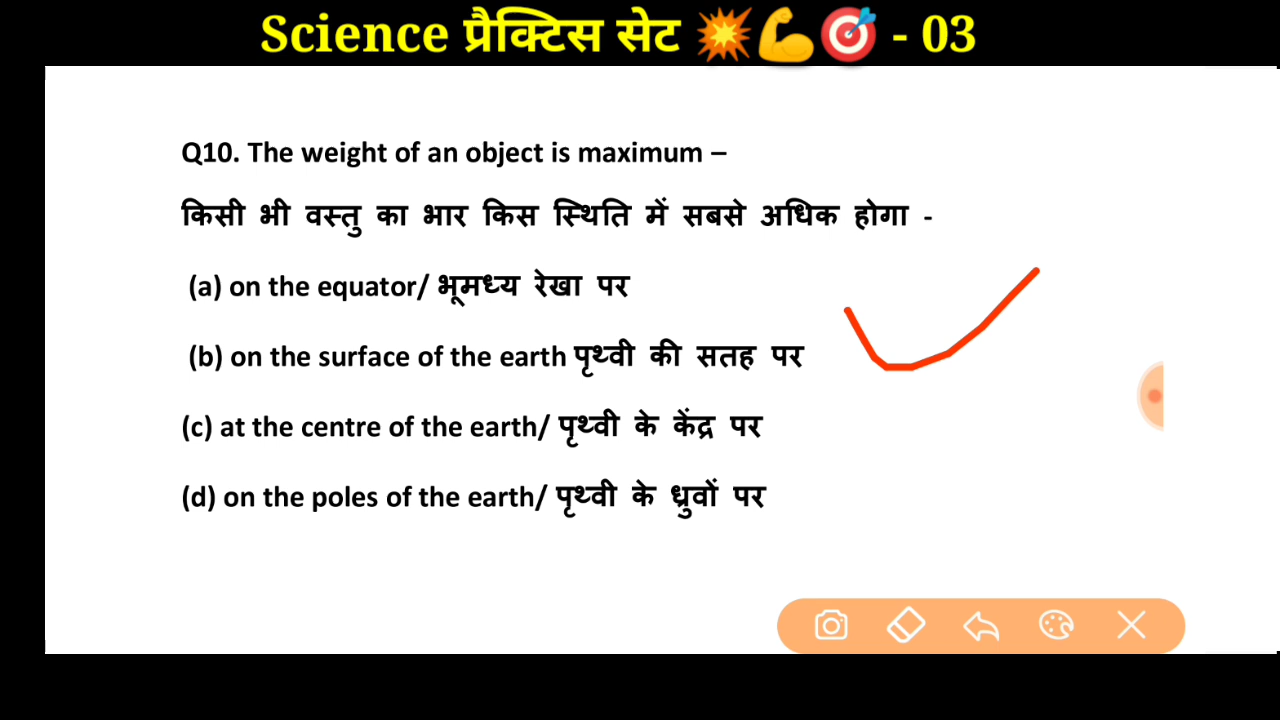 Science प्रैक्टिस सेट 💥💪🎯 - 03
Q10. The weight of an object is maximum –
किसी भी वस्तु का भार किस स्थिति में सबसे अधिक होगा -
(a) on the equator/ भूमध्य रेखा पर
(b) on the surface of the earth पृथ्वी की सतह पर
(c) at the centre of the earth/ पृथ्वी के केंद्र पर
(d) on the poles of the earth/ पृथ्वी के ध्रुवों पर